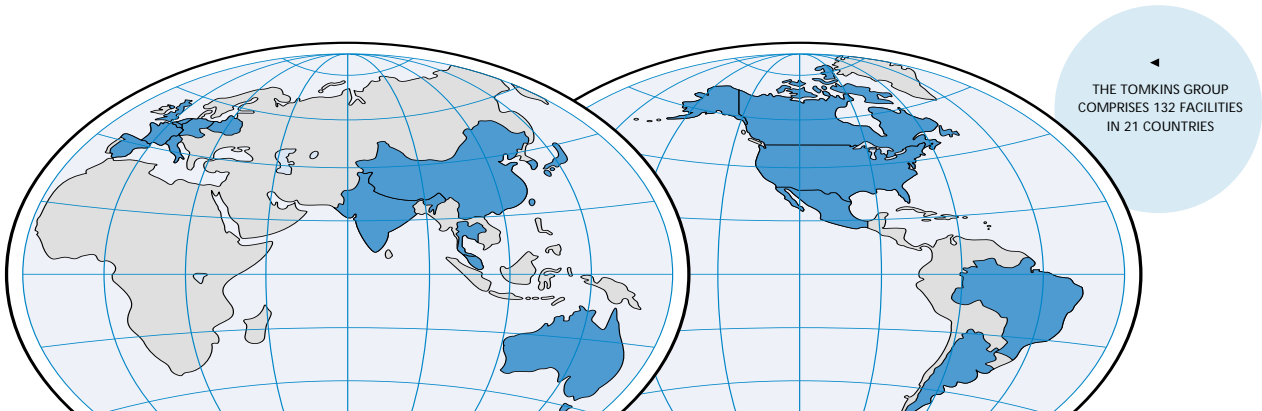 ◄
THE TOMKINS GROUP
COMPRISES 132 FACILITIES
IN 21 COUNTRIES